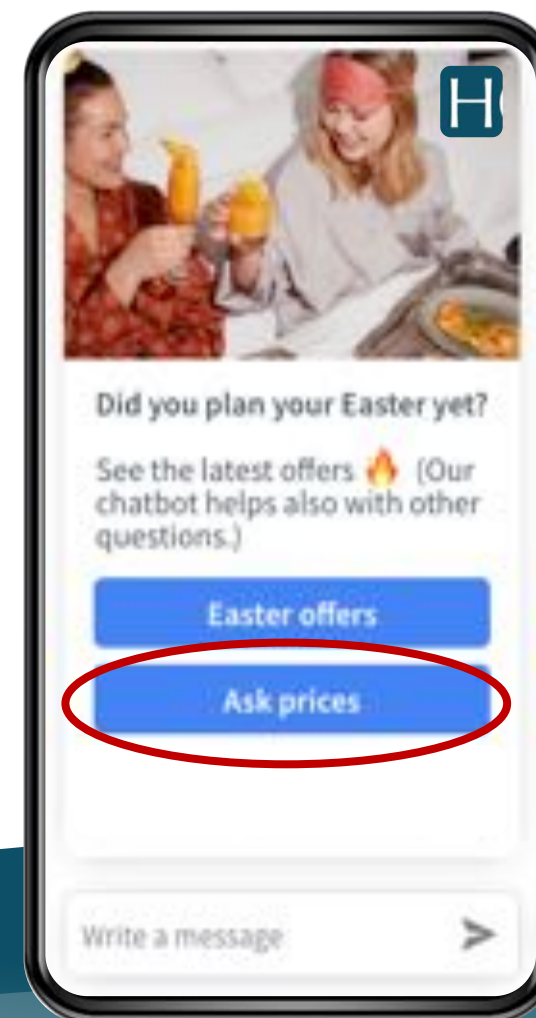 H
Did you plan your Easter yet?
See the latest offers 🔥 (Our
chatbot helps also with other
questions.)
Easter offers
Ask prices
Write a message